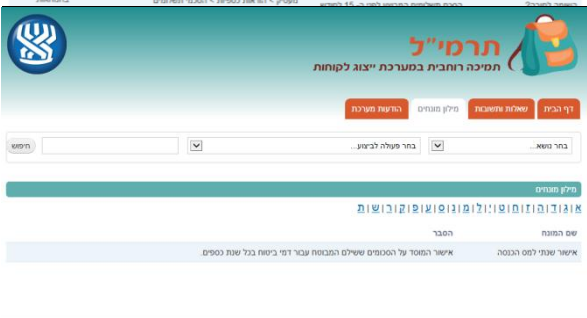 תרמי"ל
תמיכה רוחבית במערכת ייצוג לקוחות
דף הבית שאלות ותשובות מילון מונחים הודעות מערכת
בחר נושא... בחר פעולה לביצוע... חיפוש
מילון מונחים
א | ג | ד | ה | ז | ח | ט | י | ל | מ | נ | ס | ע | פ | ק | ר | ש | ת
שם המונח הסבר
אישור שנתי למס הכנסה אישור המוסד על הסכומים ששילם המבוטח עבור דמי ביטוח בכל שנת כספים.